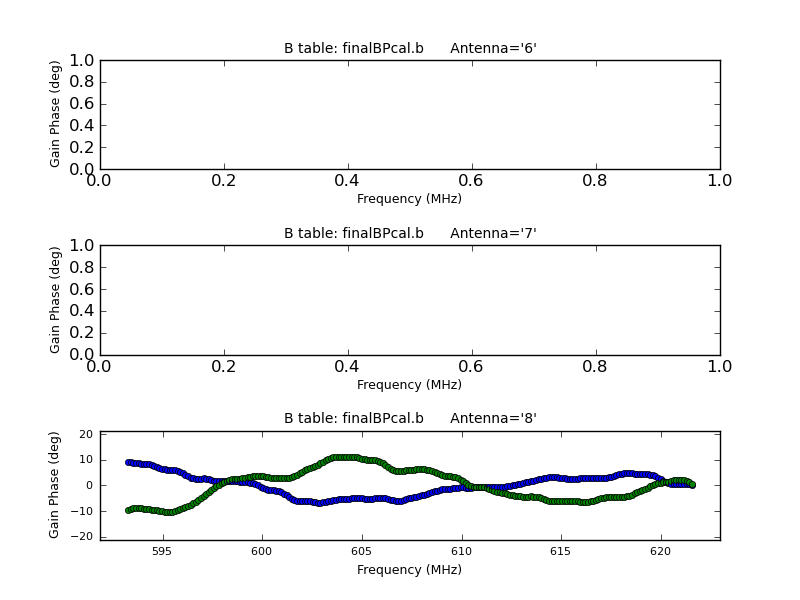 B table: finalBPcal.b Antenna='6'
Gain Phase (deg)
1.0
0.8
0.6
0.4
0.2
0.0
0.0 0.2 0.4 0.6 0.8 1.0
Frequency (MHz)
B table: finalBPcal.b Antenna='7'
Gain Phase (deg)
1.0
0.8
0.6
0.4
0.2
0.0
0.0 0.2 0.4 0.6 0.8 1.0
Frequency (MHz)
B table: finalBPcal.b Antenna='8'
Gain Phase (deg)
20
10
0
−10
−20
595 600 605 610 615 620
Frequency (MHz)